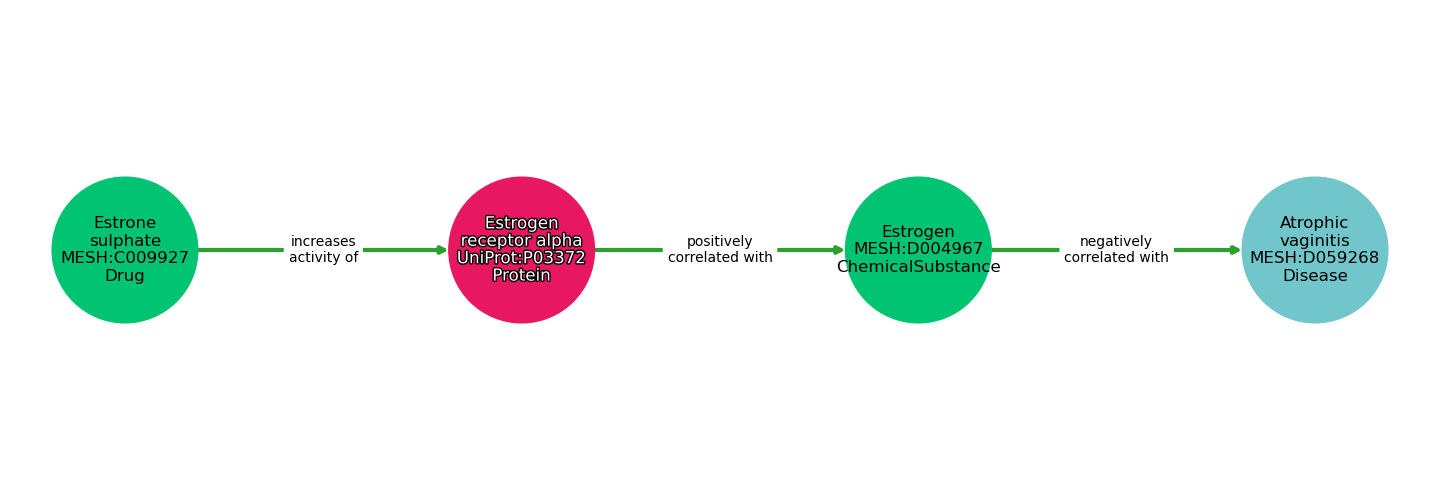 Estrone
sulphate
MESH:C009927
Drug
increases
activity of
Estrogen
receptor alpha
UniProt:P03372
Protein
positively
correlated with
Estrogen
MESH:D004967
ChemicalSubstance
negatively
correlated with
Atrophic
vaginitis
MESH:D059268
Disease